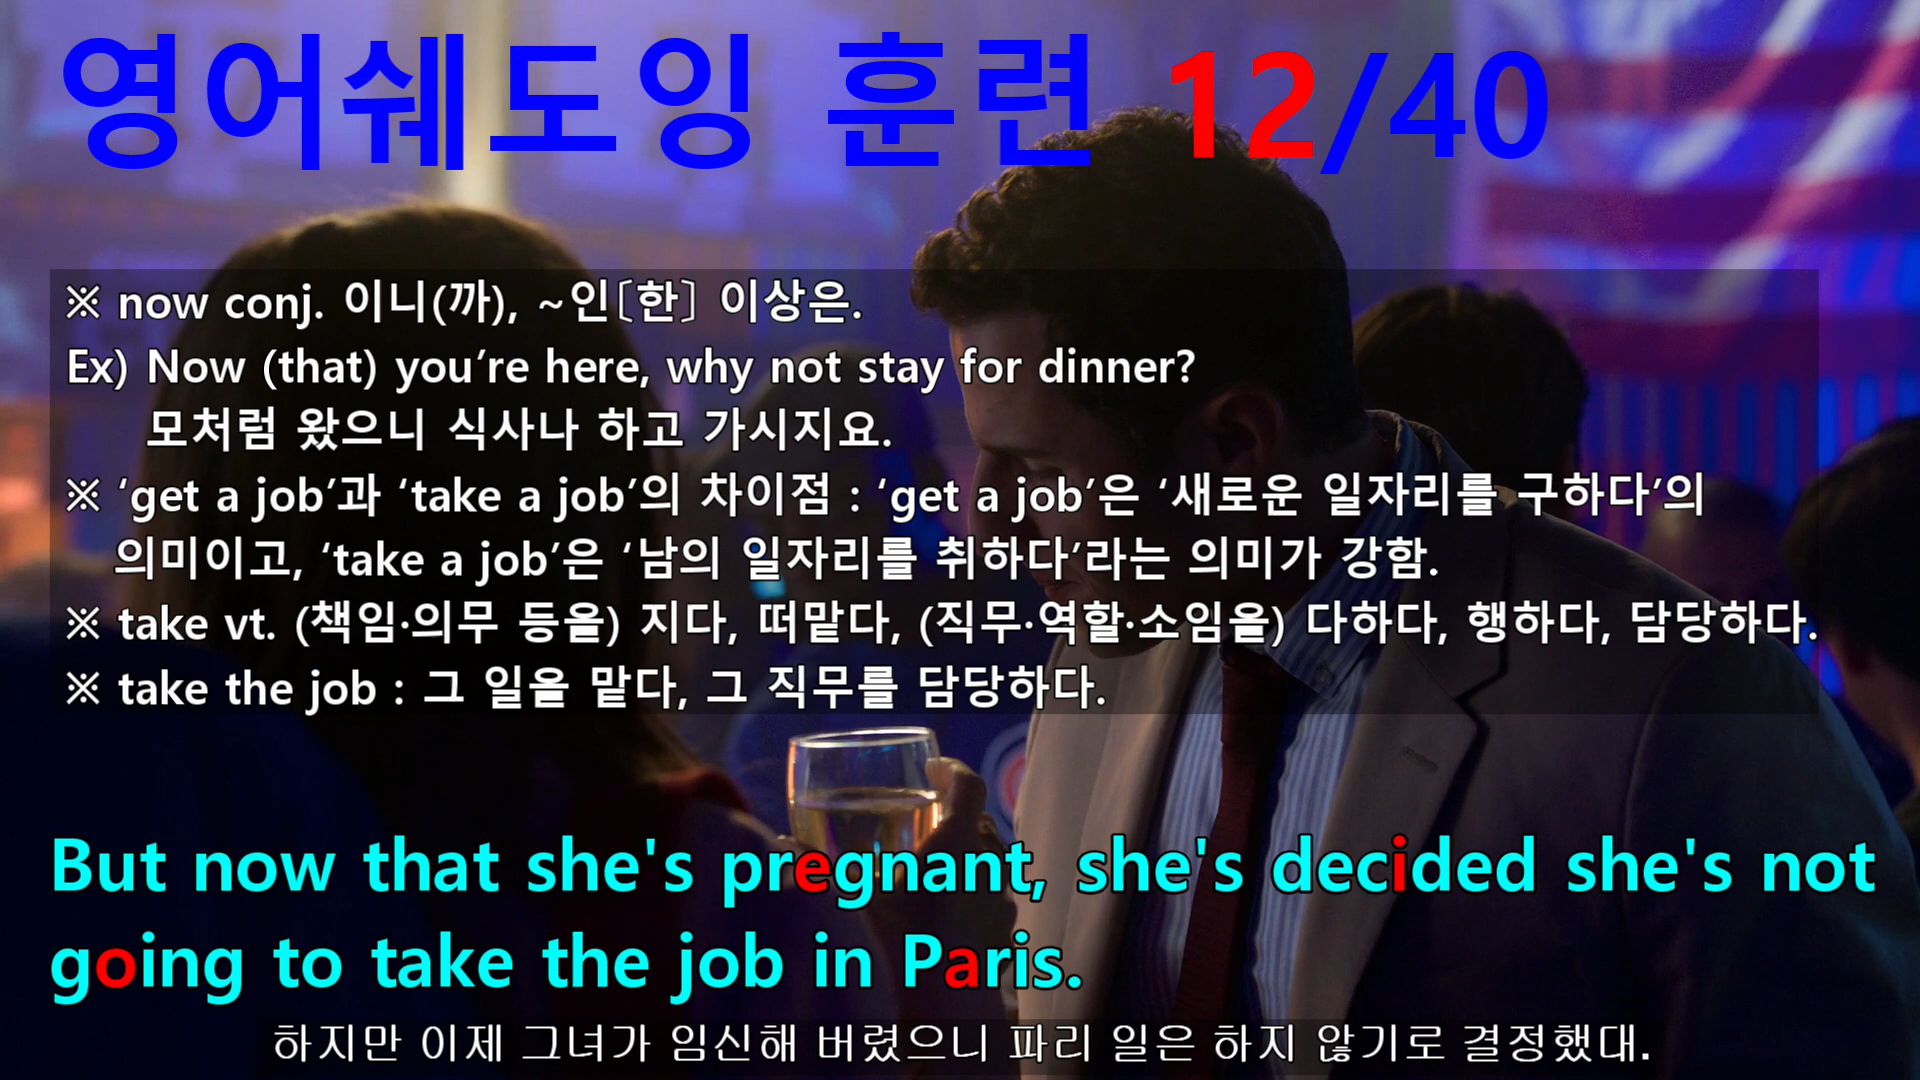 영어쉐도잉 훈련 12/40
※ now conj. 이니(까), ~인〔한〕 이상은.
Ex) Now (that) you’re here, why not stay for dinner?
모처럼 왔으니 식사나 하고 가시지요.
※ ‘get a job’과 ‘take a job’의 차이점 : ‘get a job’은 ‘새로운 일자리를 구하다’의
의미이고, ‘take a job’은 ‘남의 일자리를 취하다’라는 의미가 강함.
※ take vt. (책임·의무 등을) 지다, 떠맡다, (직무·역할·소임을) 다하다, 행하다, 담당하다.
※ take the job : 그 일을 맡다, 그 직무를 담당하다.
But now that she's pregnant, she's decided she's not
going to take the job in Paris.
하지만 이제 그녀가 임신해 버렸으니 파리 일은 하지 않기로 결정했대.